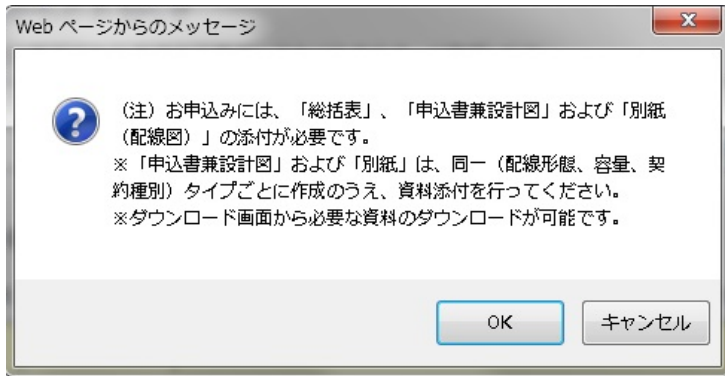 Web ページからのメッセージ
(注)お申込みには、「総括表」、「申込書兼設計図」および「別紙
(配線図)」の添付が必要です。
※「申込書兼設計図」および「別紙」は、同一(配線形態、容量、契
約種別)タイプごとに作成のうえ、資料添付を行ってください。
※ダウンロード画面から必要な資料のダウンロードが可能です。
OK
キャンセル